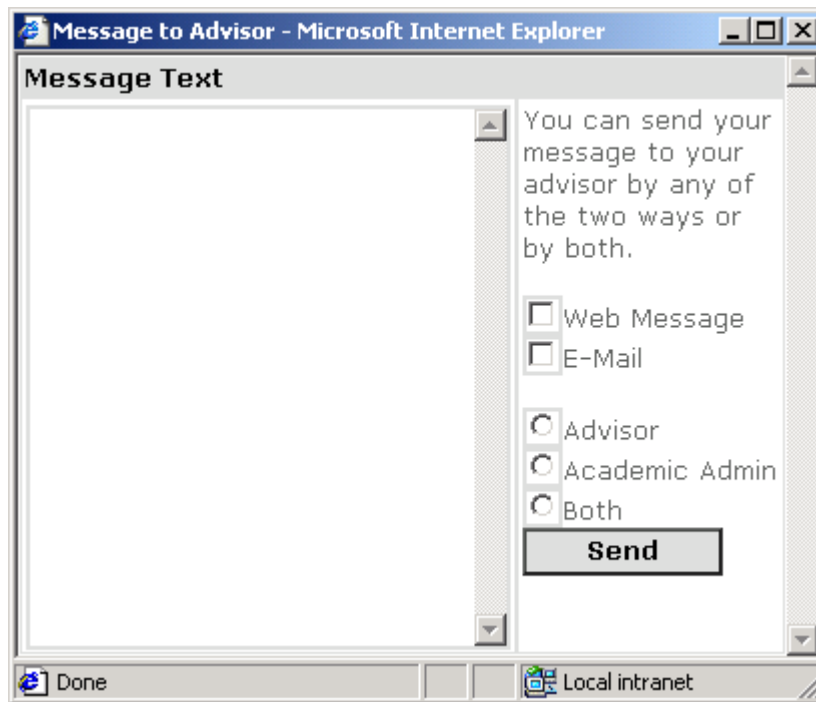 Message to Advisor - Microsoft Internet Explorer
Message Text
You can send your
message to your
advisor by any of
the two ways or
by both.
Web Message
E-Mail
Advisor
Academic Admin
Both
Send
Done
Local intranet